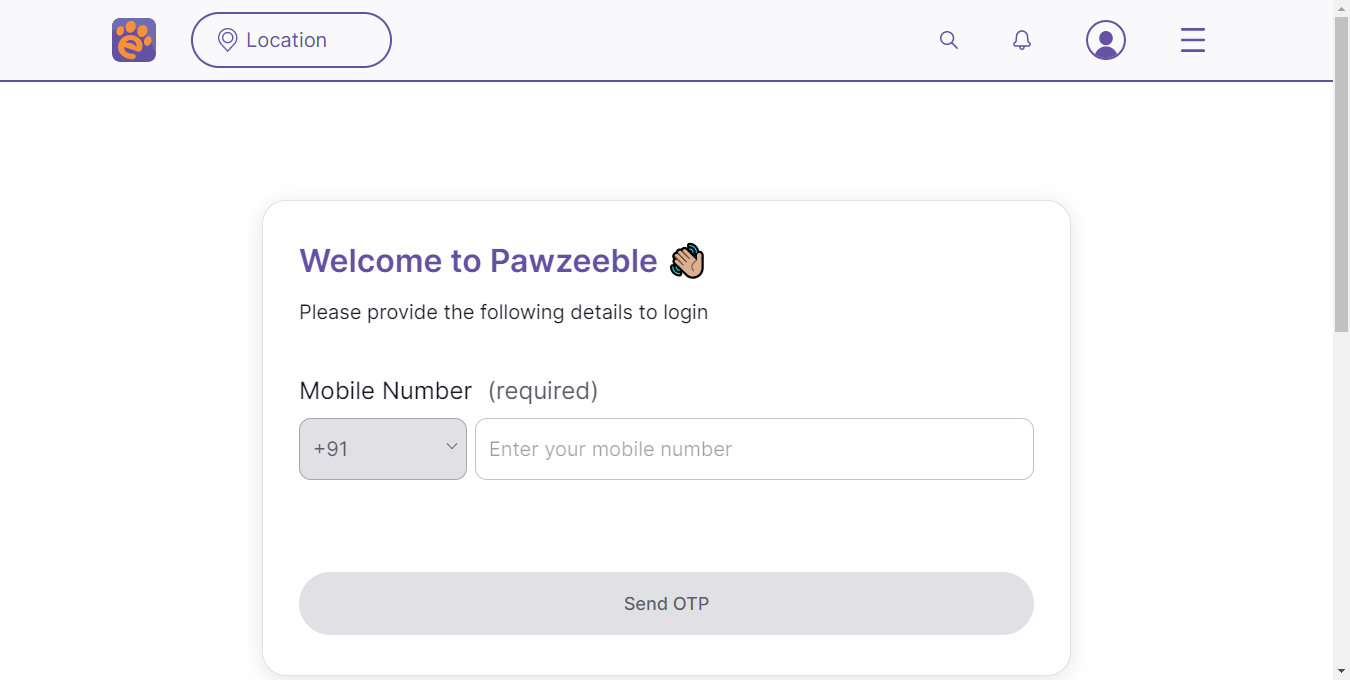 Location
Welcome to Pawzeeble
Please provide the following details to login
Mobile Number (required)
+91 Enter your mobile number
Send OTP